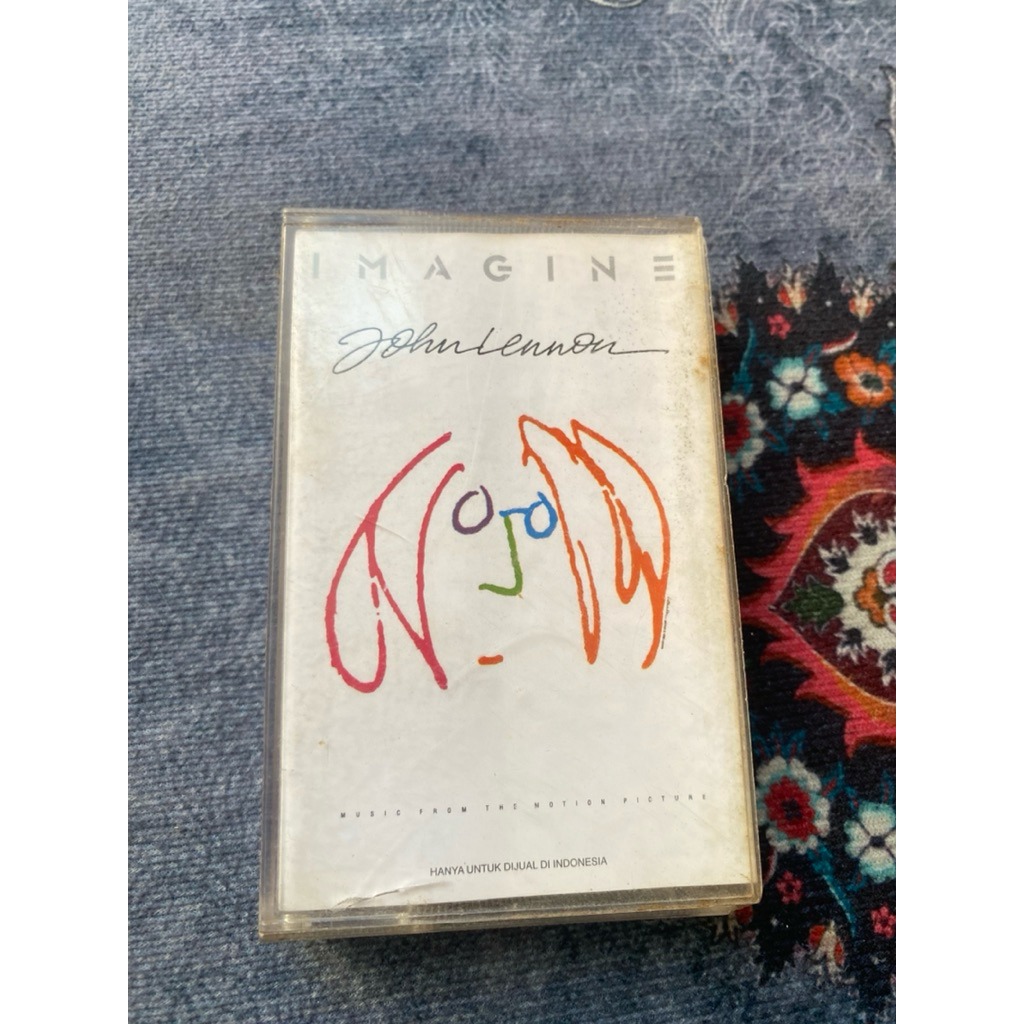 IMAGINE
John Lennon
MUSIC FROM THE MOTION PICTURE
HANYA UNTUK DIJUAL DI INDONESIA